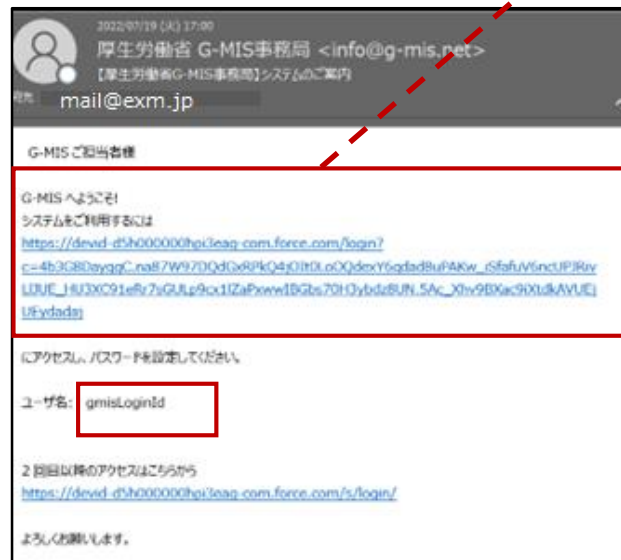 2022/07/19 (火) 17:00
厚生労働省 G-MIS事務局 <info@g-mis.net>
【厚生労働省G-MIS事務局】システムのご案内
宛先 mail@exm.jp
G-MIS ご担当者様
G-MIS へようこそ!
システムをご利用するには
https://devid-d5h000000hpi3eag-com.force.com/login?
にアクセスし、パスワードを設定してください。
ユーザ名: gmisLoginId
2 回目以降のアクセスはこちらから
https://devid-d5h000000hpi3eag-com.force.com/s/login/
よろしくお願いします。